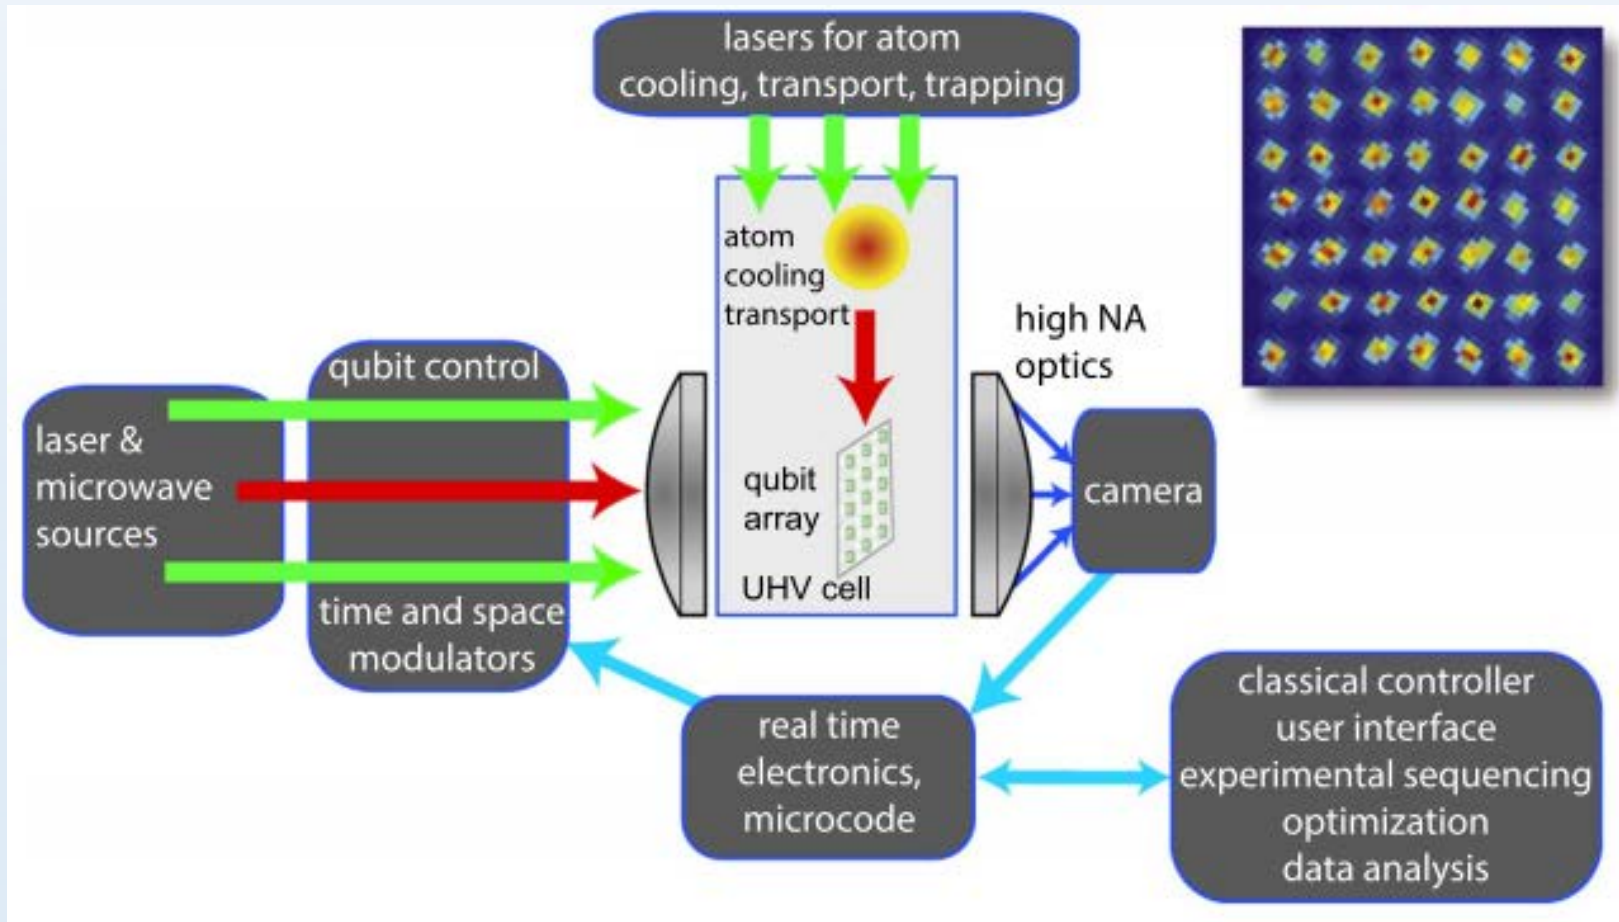 lasers for atom
cooling, transport, trapping
atom
cooling
transport
high NA
optics
qubit control
laser &
microwave
sources
qubit
array
camera
UHV cell
time and space
modulators
real time
electronics,
microcode
classical controller
user interface
experimental sequencing
optimization
data analysis